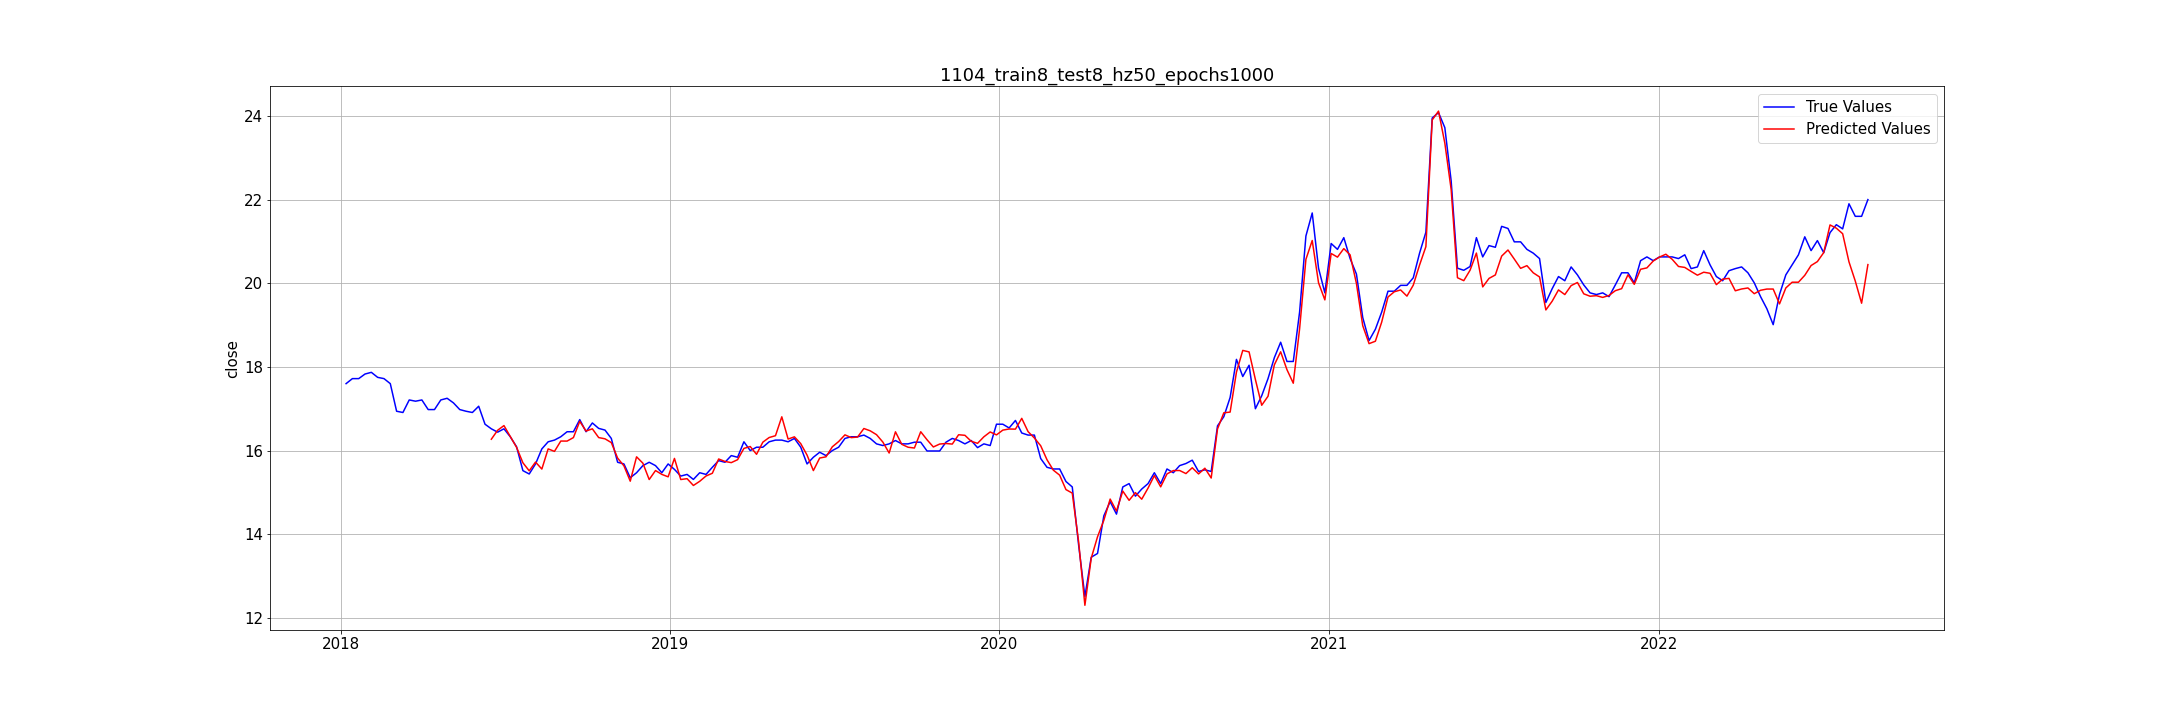 1104_train8_test8_hz50_epochs1000
True Values
Predicted Values
close
24
22
20
18
16
14
12
2018 2019 2020 2021 2022